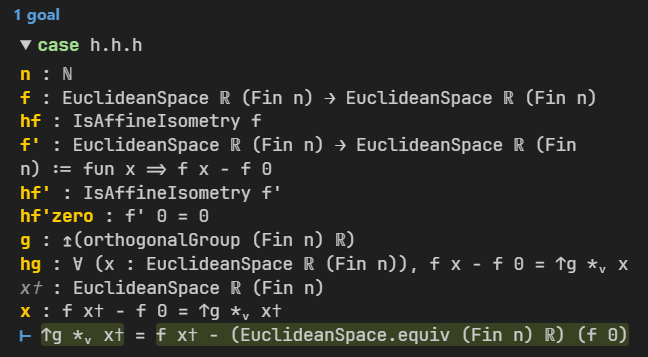 1 goal
▼ case h.h.h
n : ℕ
f : EuclideanSpace ℝ (Fin n) → EuclideanSpace ℝ (Fin n)
hf : IsAffineIsometry f
f' : EuclideanSpace ℝ (Fin n) → EuclideanSpace ℝ (Fin
n) := fun x => f x - f 0
hf' : IsAffineIsometry f'
hf'zero : f' 0 = 0
g : ↥(orthogonalGroup (Fin n) ℝ)
hg : ∀ (x : EuclideanSpace ℝ (Fin n)), f x - f 0 = ↑g *ᵥ x
x† : EuclideanSpace ℝ (Fin n)
x : f x† - f 0 = ↑g *ᵥ x†
⊢ ↑g *ᵥ x† = f x† - (EuclideanSpace.equiv (Fin n) ℝ) (f 0)